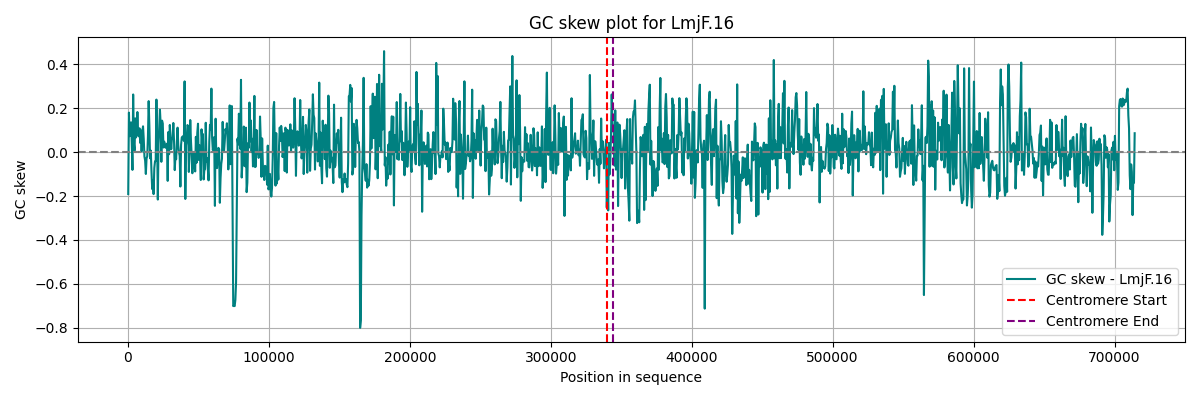 GC skew plot for LmjF.16
GC skew
0.4
0.2
0.0
−0.2
−0.4
−0.6
−0.8
0 100000 200000 300000 400000 500000 600000 700000
Position in sequence
GC skew - LmjF.16
Centromere Start
Centromere End